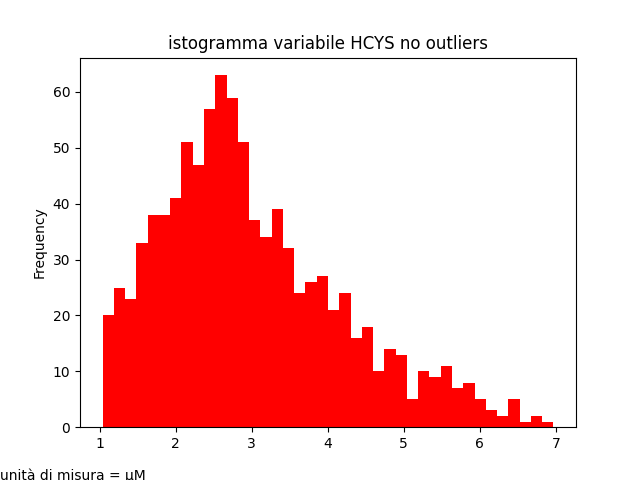 istogramma variabile HCYS no outliers
60
50
40
30
20
10
0
Frequency
1 2 3 4 5 6 7
unità di misura = μM